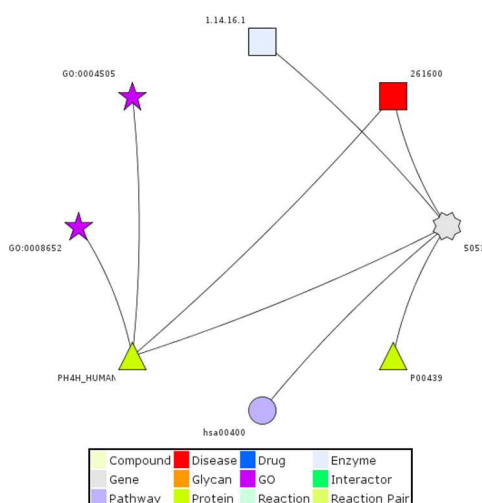 1.14.16.1
GO:0004505
261600
GO:0008652
PH4H_HUMAN
P00439
hsa00400
Compound Disease Drug Enzyme
Gene Glycan GO Interactor
Pathway Protein Reaction Reaction Pair